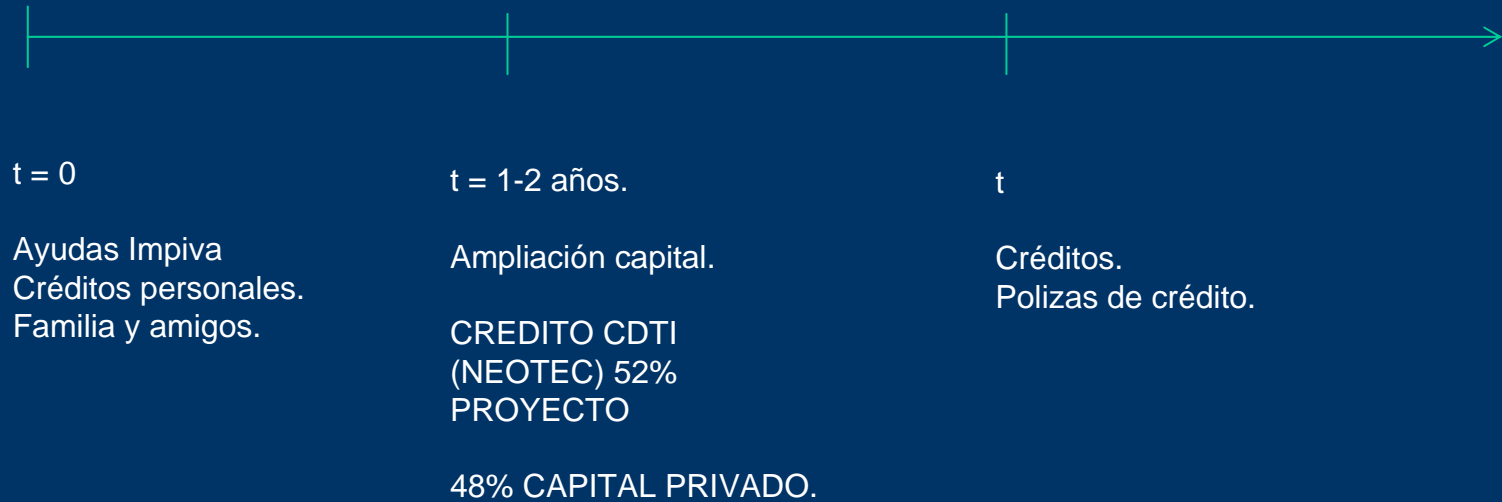 t = 0
Ayudas Impiva
Créditos personales.
Familia y amigos.
t = 1-2 años.
Ampliación capital.
CREDITO CDTI
(NEOTEC) 52%
PROYECTO
48% CAPITAL PRIVADO.
t
Créditos.
Polizas de crédito.